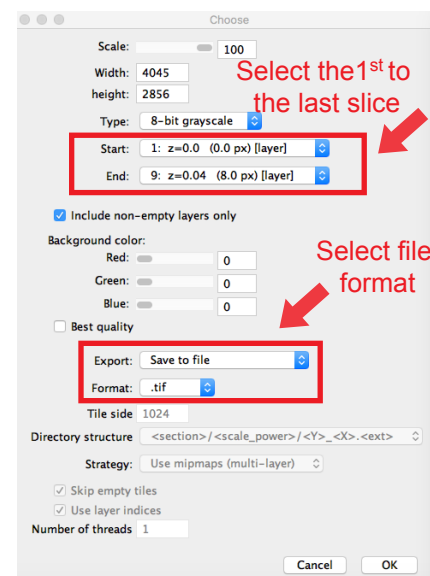 Choose
Scale: 100
Width: 4045
height: 2856
Select the1st to
the last slice
Type: 8-bit grayscale
Start: 1: z=0.0 (0.0 px) [layer]
End: 9: z=0.04 (8.0 px) [layer]
Include non-empty layers only
Background color:
Red: 0
Green: 0
Blue: 0
Select file
format
Best quality
Export: Save to file
Format: .tif
Tile side 1024
Directory structure <section>/<scale_power>/<Y>_<X>.<ext>
Strategy: Use mipmaps (multi-layer)
Skip empty tiles
Use layer indices
Number of threads 1
Cancel OK